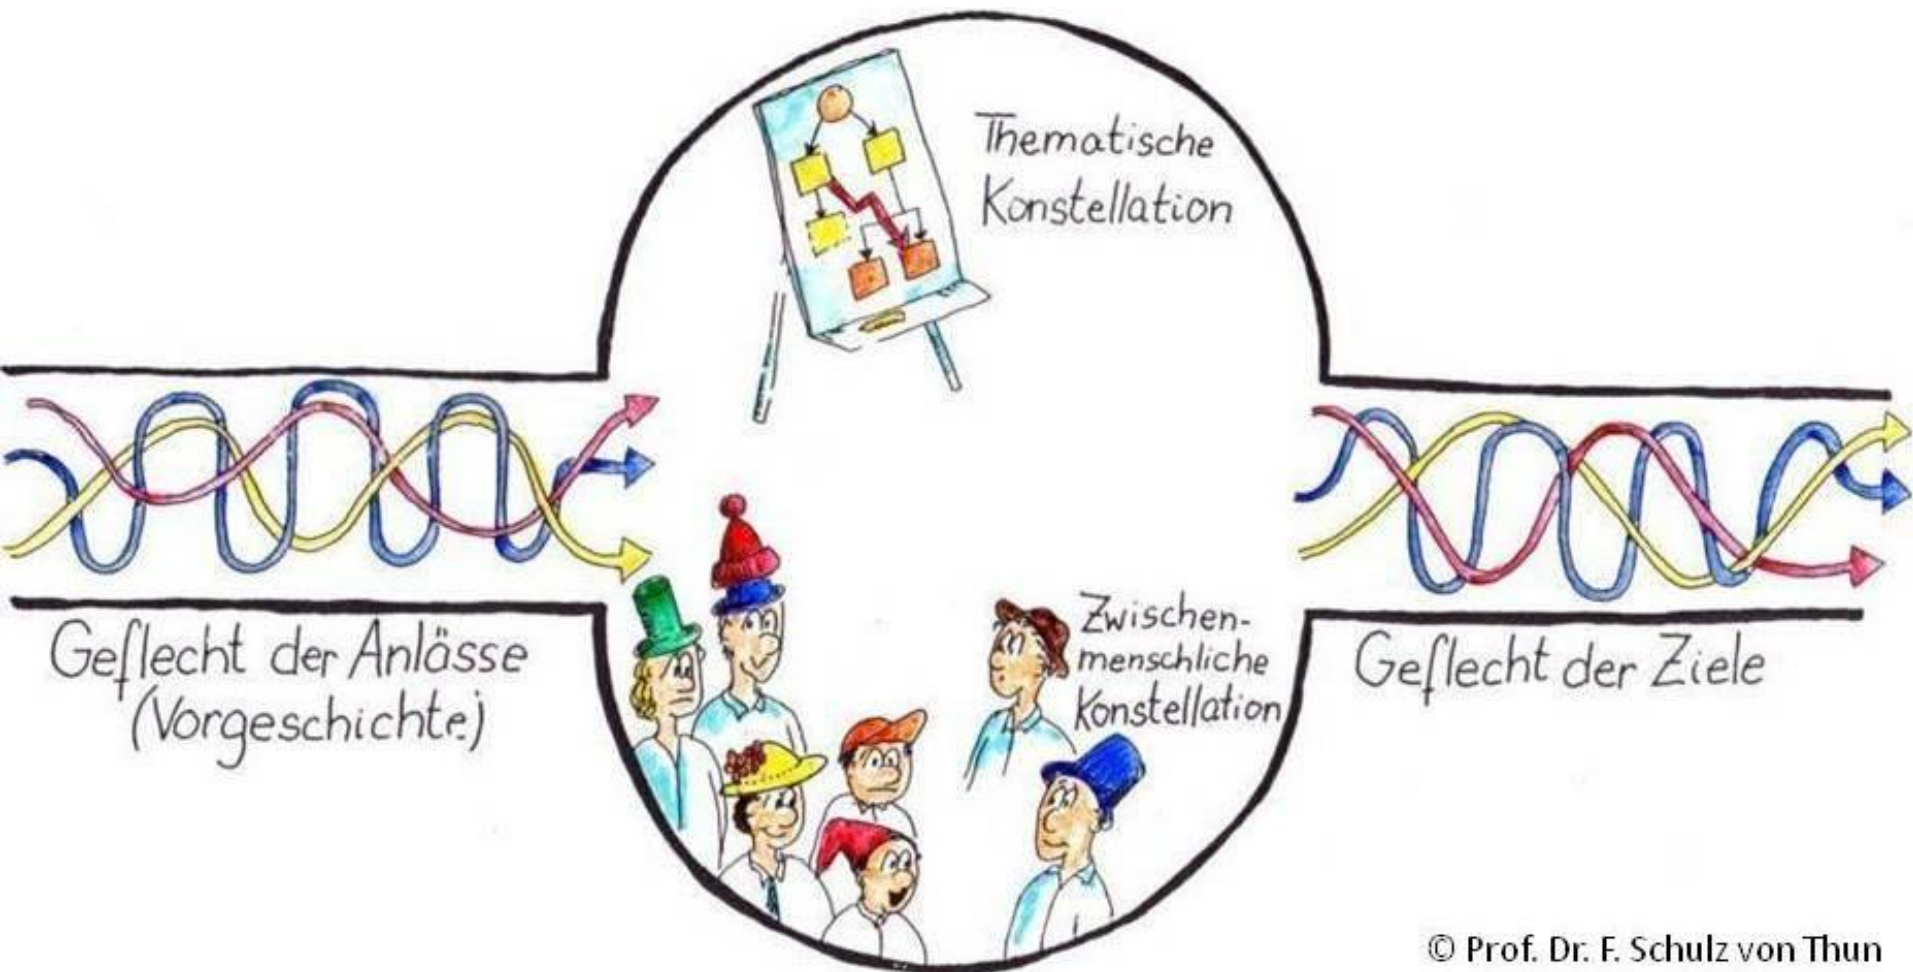 Thematische
Konstellation
Geflecht der Anlässe
(Vorgeschichte)
Zwischen-
menschliche
Konstellation
Geflecht der Ziele
© Prof. Dr. F. Schulz von Thun